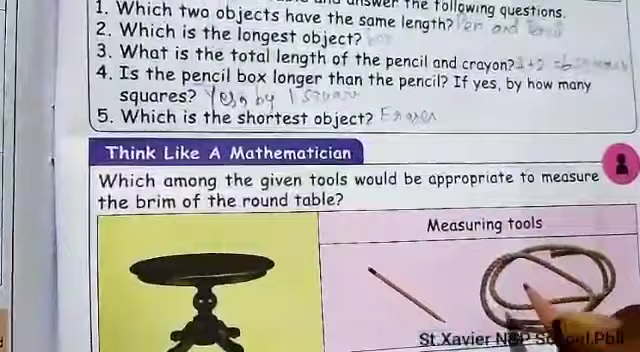 and answer the following questions.
1. Which two objects have the same length? Pen and
2. Which is the longest object?
3. What is the total length of the pencil and crayon?
4. Is the pencil box longer than the pencil? If yes, by how many
squares? Yes, by 1 square
5. Which is the shortest object? Eraser
Think Like A Mathematician
Which among the given tools would be appropriate to measure
the brim of the round table?
Measuring tools
St.Xavier N&P School,Pbli